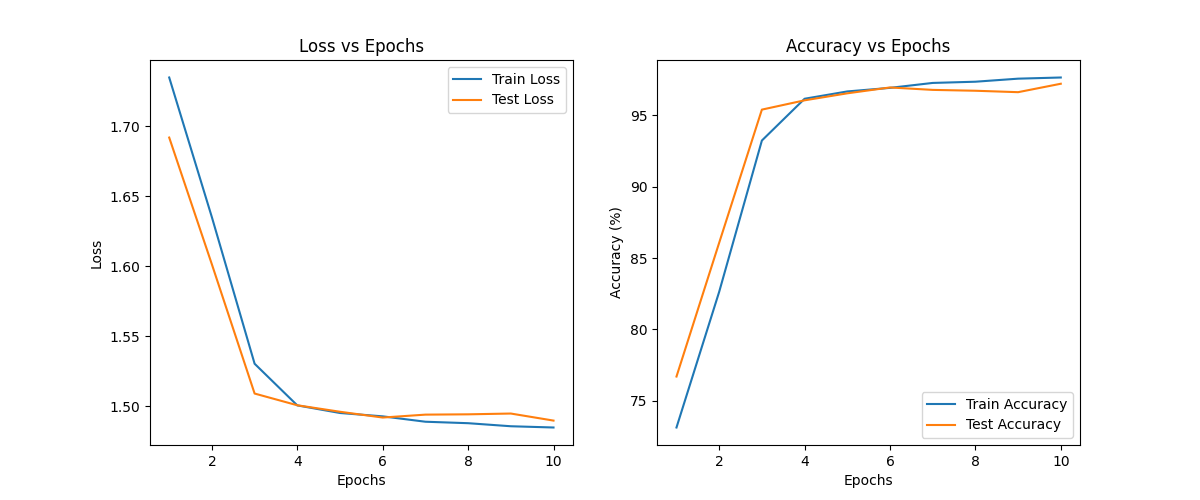 Loss vs Epochs
Train Loss
Test Loss
1.70
1.65
1.60
1.55
1.50
Loss
2
4
6
8
10
Epochs
Accuracy vs Epochs
95
90
85
80
75
Accuracy (%)
Train Accuracy
Test Accuracy
2
4
6
8
10
Epochs